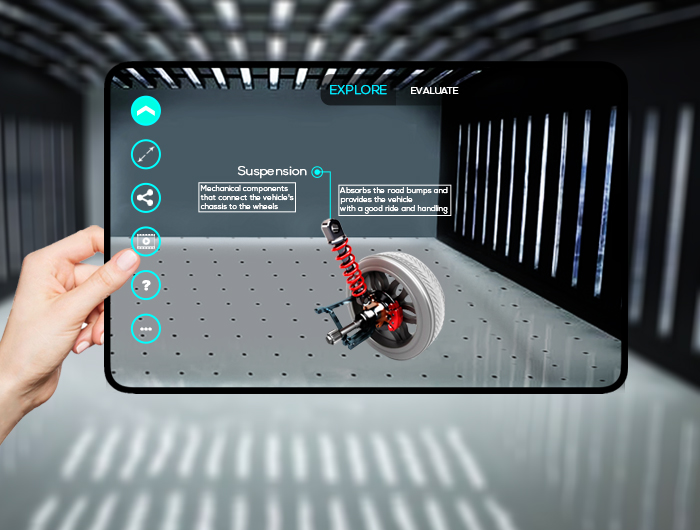 EXPLORE EVALUATE
Suspension
Mechanical components
that connect the vehicle's
chassis to the wheels
Absorbs the road bumps and
provides the vehicle
with a good ride and handling
?